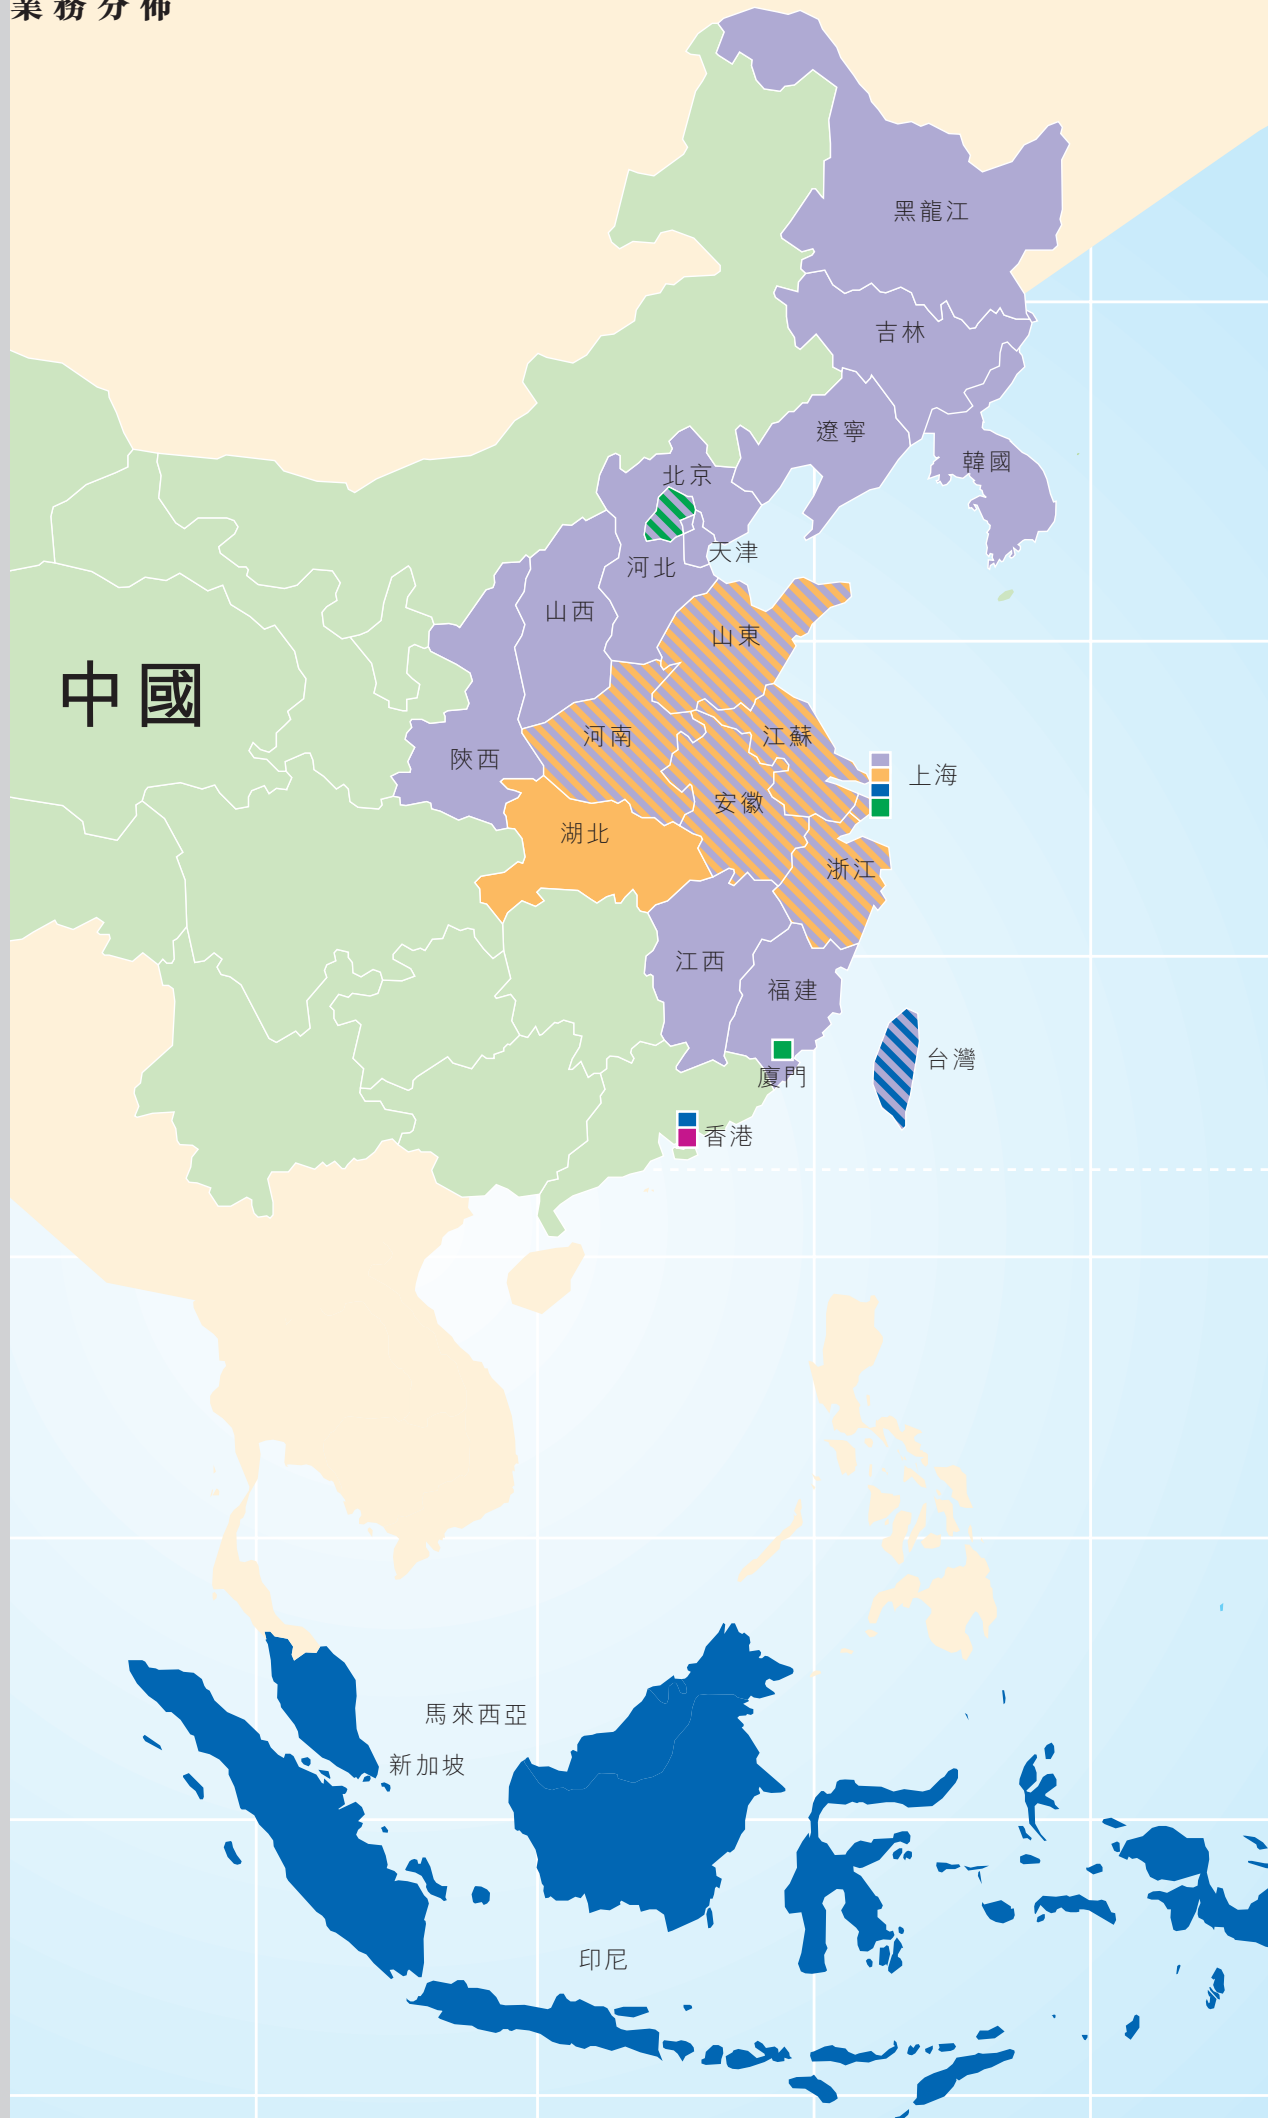 業務分佈
黑龍江
吉林
遼寧
韓國
北京
天津
河北
山西
山東
中國
河南
江蘇
陝西
上海
安徽
湖北
浙江
江西
福建
台灣
廈門
香港
馬來西亞
新加坡
印尼